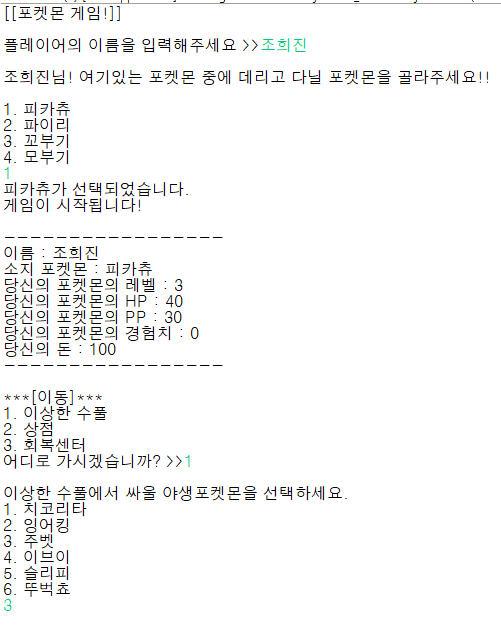 [[포켓몬 게임!]]
플레이어의 이름을 입력해주세요 >>조희진
조희진님! 여기있는 포켓몬 중에 데리고 다닐 포켓몬을 골라주세요!!
1. 피카츄
2. 파이리
3. 꼬부기
4. 모부기
1
피카츄가 선택되었습니다.
게임이 시작됩니다!
-----------------
이름 : 조희진
소지 포켓몬 : 피카츄
당신의 포켓몬의 레벨 : 3
당신의 포켓몬의 HP : 40
당신의 포켓몬의 PP : 30
당신의 포켓몬의 경험치 : 0
당신의 돈 : 100
-----------------
***[이동]***
1. 이상한 수풀
2. 상점
3. 회복센터
어디로 가시겠습니까? >>1
이상한 수풀에서 싸울 야생포켓몬을 선택하세요.
1. 치코리타
2. 잉어킹
3. 주벳
4. 이브이
5. 슬리피
6. 뚜벅쵸
3